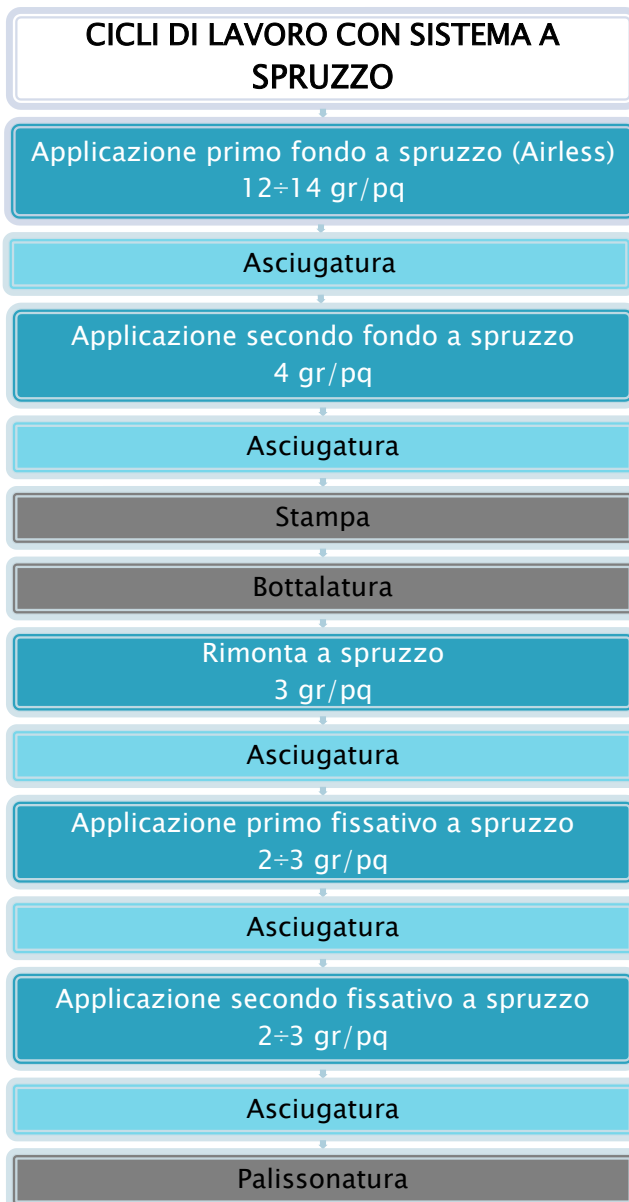 CICLI DI LAVORO CON SISTEMA A
SPRUZZO
Applicazione primo fondo a spruzzo (Airless)
12÷14 gr/pq
Asciugatura
Applicazione secondo fondo a spruzzo
4 gr/pq
Asciugatura
Stampa
Bottalatura
Rimonta a spruzzo
3 gr/pq
Asciugatura
Applicazione primo fissativo a spruzzo
2÷3 gr/pq
Asciugatura
Applicazione secondo fissativo a spruzzo
2÷3 gr/pq
Asciugatura
Palissonatura